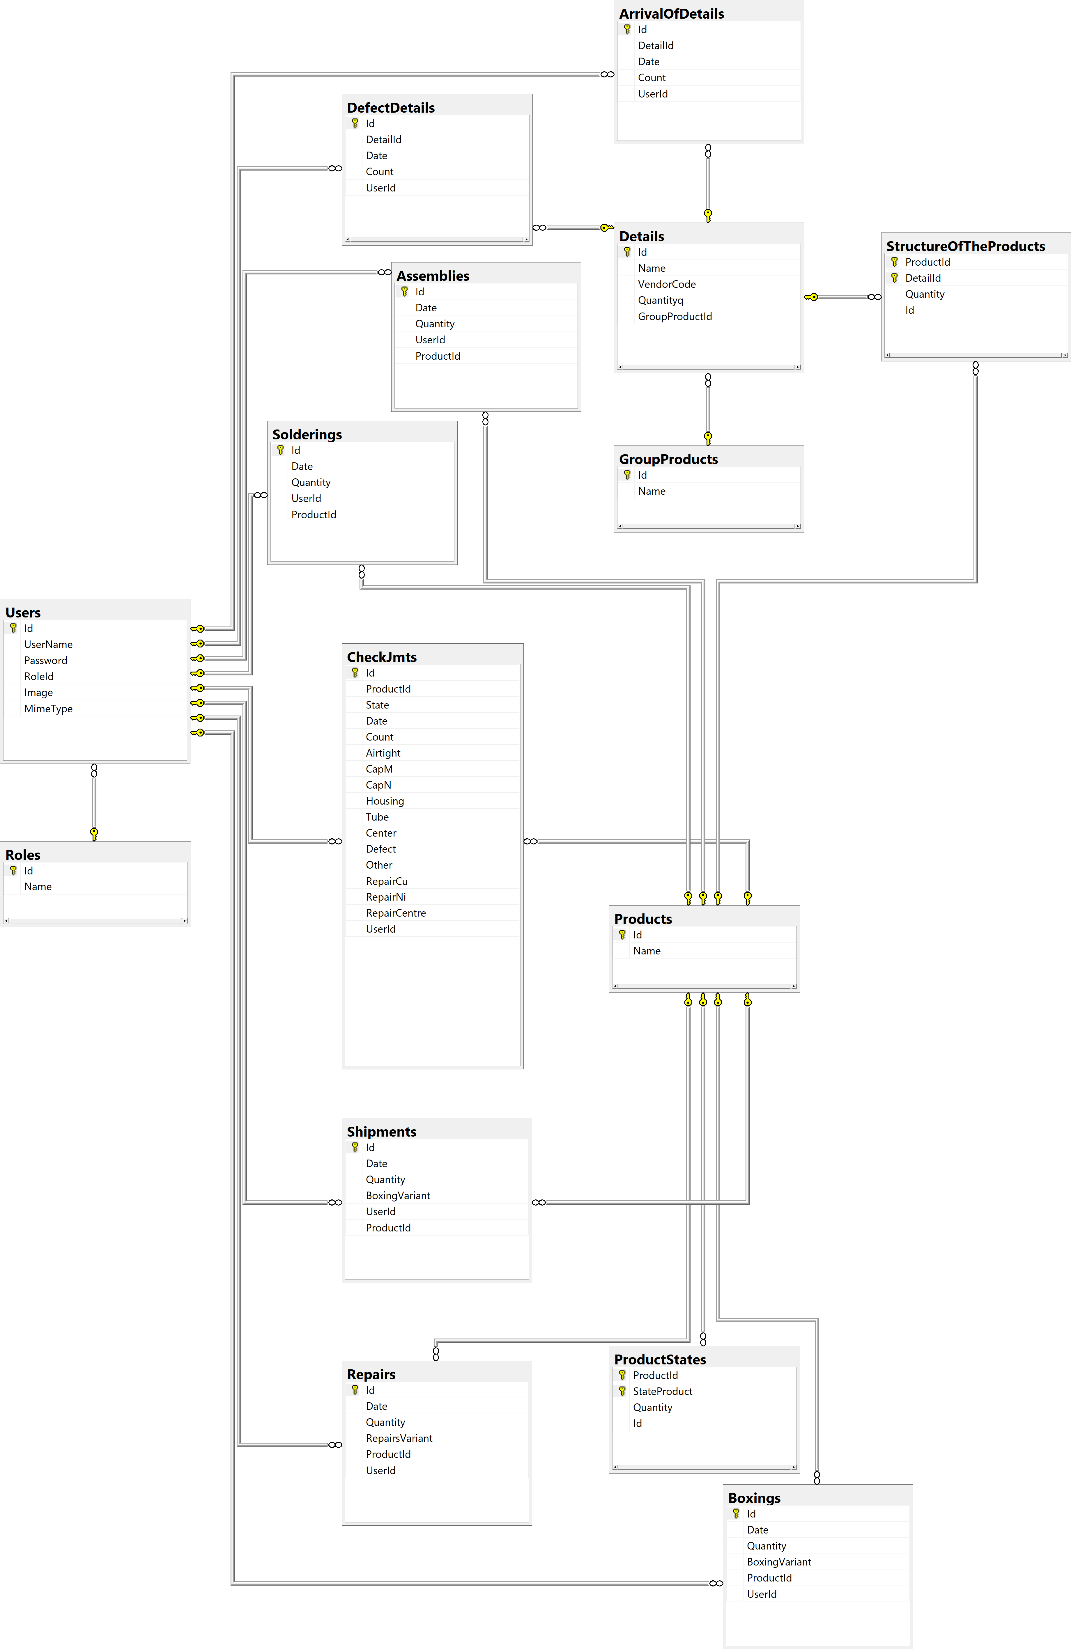 ArrivalOfDetails
Id
DetailId
Date
Count
UserId
DefectDetails
Id
DetailId
Date
Count
UserId
Details
Id
Name
VendorCode
Quantityq
GroupProductId
StructureOfTheProducts
ProductId
DetailId
Quantity
Id
Assemblies
Id
Date
Quantity
UserId
ProductId
Solderings
Id
Date
Quantity
UserId
ProductId
GroupProducts
Id
Name
Users
Id
UserName
Password
RoleId
Image
MimeType
CheckJmts
Id
ProductId
State
Date
Count
Airtight
CapM
CapN
Housing
Tube
Center
Defect
Other
RepairCu
RepairNi
RepairCentre
UserId
Roles
Id
Name
Products
Id
Name
Shipments
Id
Date
Quantity
BoxingVariant
UserId
ProductId
Repairs
Id
Date
Quantity
RepairsVariant
ProductId
UserId
ProductStates
ProductId
StateProduct
Quantity
Id
Boxings
Id
Date
Quantity
BoxingVariant
ProductId
UserId